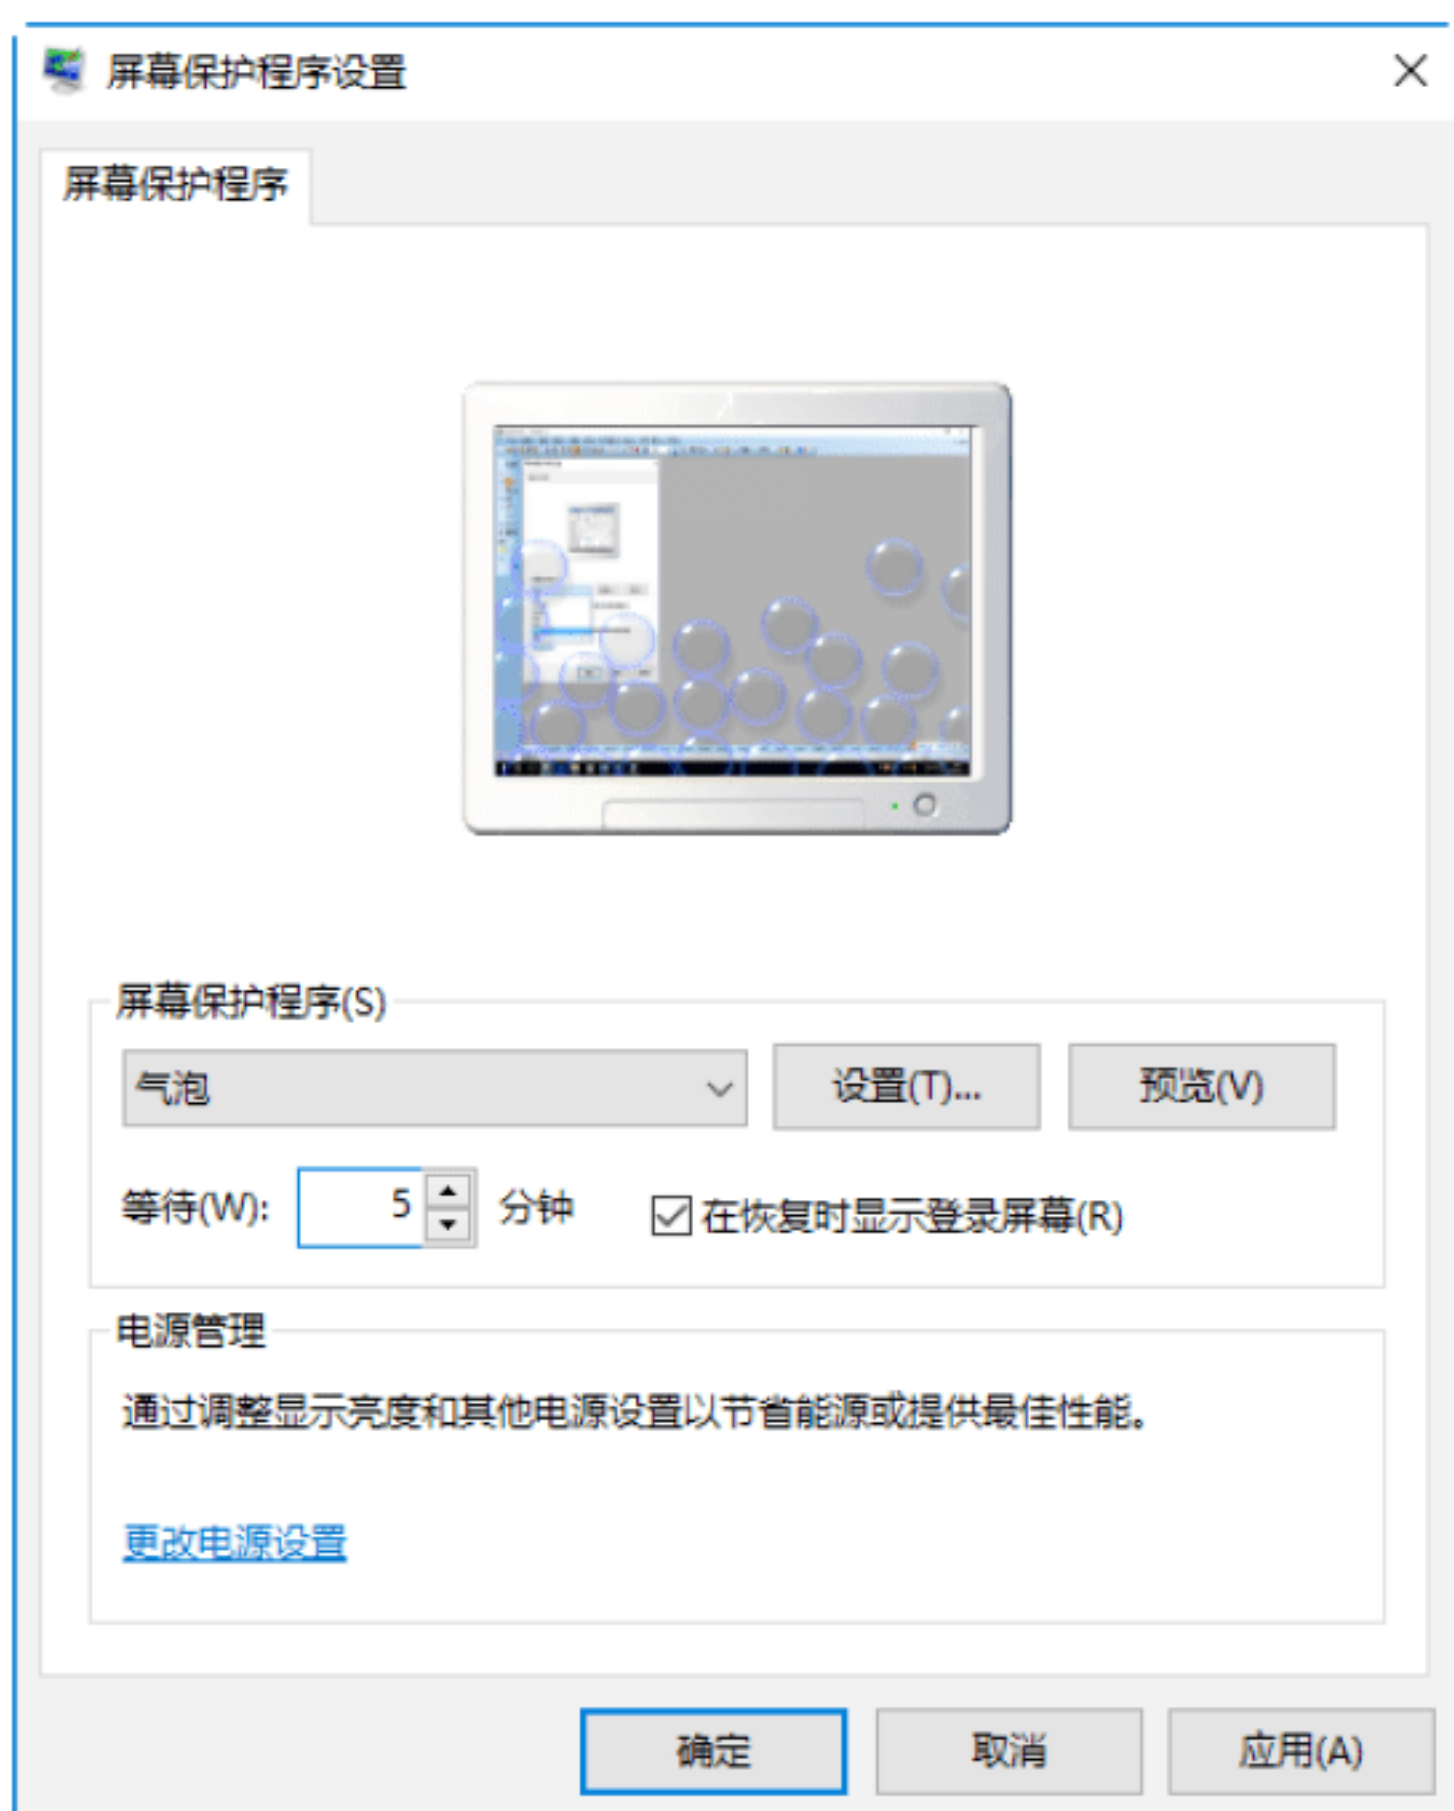 屏幕保护程序设置
屏幕保护程序
屏幕保护程序(S)
气泡
设置(T)...
预览(V)
等待(W):
5
分钟
在恢复时显示登录屏幕(R)
电源管理
通过调整显示亮度和其他电源设置以节省能源或提供最佳性能。
更改电源设置
确定
取消
应用(A)